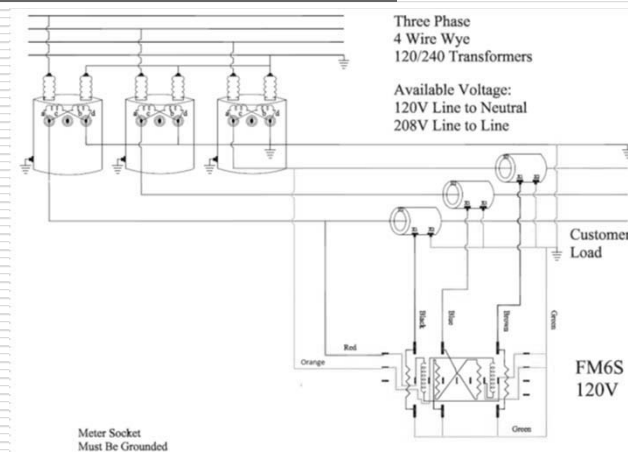 Three Phase
4 Wire Wye
120/240 Transformers
Available Voltage:
120V Line to Neutral
208V Line to Line
Customer
Load
Black
Blue
Brown
Green
Red
Orange
FM6S
120V
Green
Meter Socket
Must Be Grounded